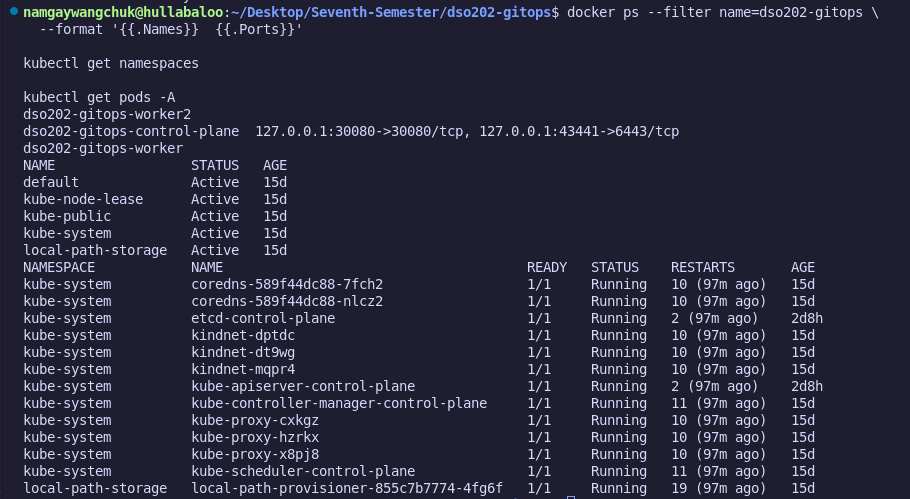 namgaywangchuk@hullabaloo:~/Desktop/Seventh-Semester/dso202-gitops$ docker ps --filter name=dso202-gitops \
  --format '{{.Names}}  {{.Ports}}'

kubectl get namespaces

kubectl get pods -A
dso202-gitops-worker2
dso202-gitops-control-plane  127.0.0.1:30080->30080/tcp, 127.0.0.1:43441->6443/tcp
dso202-gitops-worker
NAME                 STATUS   AGE
default              Active   15d
kube-node-lease      Active   15d
kube-public          Active   15d
kube-system          Active   15d
local-path-storage   Active   15d
NAMESPACE            NAME                                      READY   STATUS    RESTARTS       AGE
kube-system          coredns-589f44dc88-7fch2                  1/1     Running   10 (97m ago)   15d
kube-system          coredns-589f44dc88-nlcz2                  1/1     Running   10 (97m ago)   15d
kube-system          etcd-control-plane                        1/1     Running   2 (97m ago)    2d8h
kube-system          kindnet-dptdc                             1/1     Running   10 (97m ago)   15d
kube-system          kindnet-dt9wg                             1/1     Running   10 (97m ago)   15d
kube-system          kindnet-mqpr4                             1/1     Running   10 (97m ago)   15d
kube-system          kube-apiserver-control-plane              1/1     Running   2 (97m ago)    2d8h
kube-system          kube-controller-manager-control-plane     1/1     Running   11 (97m ago)   15d
kube-system          kube-proxy-cxkgz                          1/1     Running   10 (97m ago)   15d
kube-system          kube-proxy-hzrkx                          1/1     Running   10 (97m ago)   15d
kube-system          kube-proxy-x8pj8                          1/1     Running   10 (97m ago)   15d
kube-system          kube-scheduler-control-plane              1/1     Running   11 (97m ago)   15d
local-path-storage   local-path-provisioner-855c7b7774-4fg6f   1/1     Running   19 (97m ago)   15d